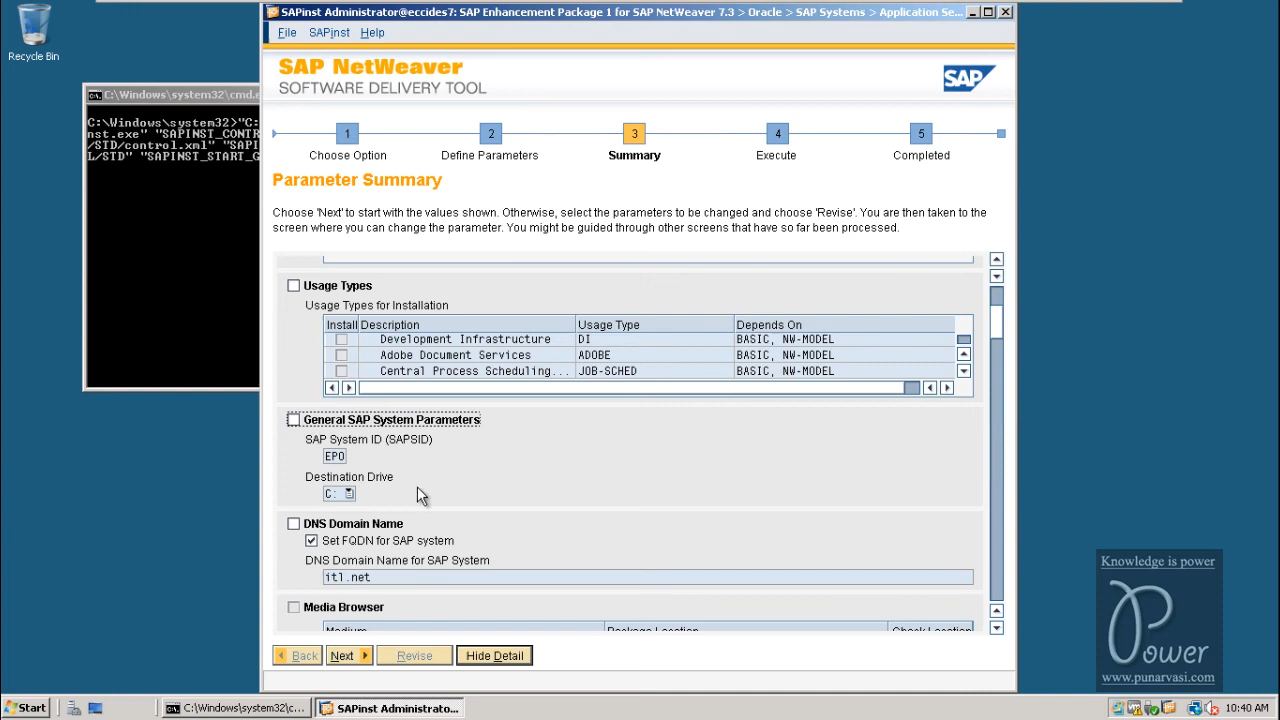 Recycle Bin
C:\Windows\system32\cmd.e
C:\Windows\system32>"C:
nst.exe" "SAPINST_CONTR
/STD/control.xml" "SAPI
L/STD" "SAPINST_START_G
SAPinst Administrator@eccides7: SAP Enhancement Package 1 for SAP NetWeaver 7.3 > Oracle > SAP Systems > Application Se...
File SAPinst Help
SAP NetWeaver
SOFTWARE DELIVERY TOOL
SAP
1 2 3 4 5
Choose Option Define Parameters Summary Execute Completed
Parameter Summary
Choose 'Next' to start with the values shown. Otherwise, select the parameters to be changed and choose 'Revise'. You are then taken to the
screen where you can change the parameter. You might be guided through other screens that have so far been processed.
Usage Types
Usage Types for Installation
Install Description Usage Type Depends On
Development Infrastructure DI BASIC, NW-MODEL
Adobe Document Services ADOBE BASIC, NW-MODEL
Central Process Scheduling... JOB-SCHED BASIC, NW-MODEL
General SAP System Parameters
SAP System ID (SAPSID)
EPO
Destination Drive
C:
DNS Domain Name
Set FQDN for SAP system
DNS Domain Name for SAP System
itl.net
Media Browser
Medium Package Location Check Location
Back Next Revise Hide Detail
Knowledge is power
Power
www.punarvasi.com
Start C:\Windows\system32\c... SAPinst Administrato... 10:40 AM